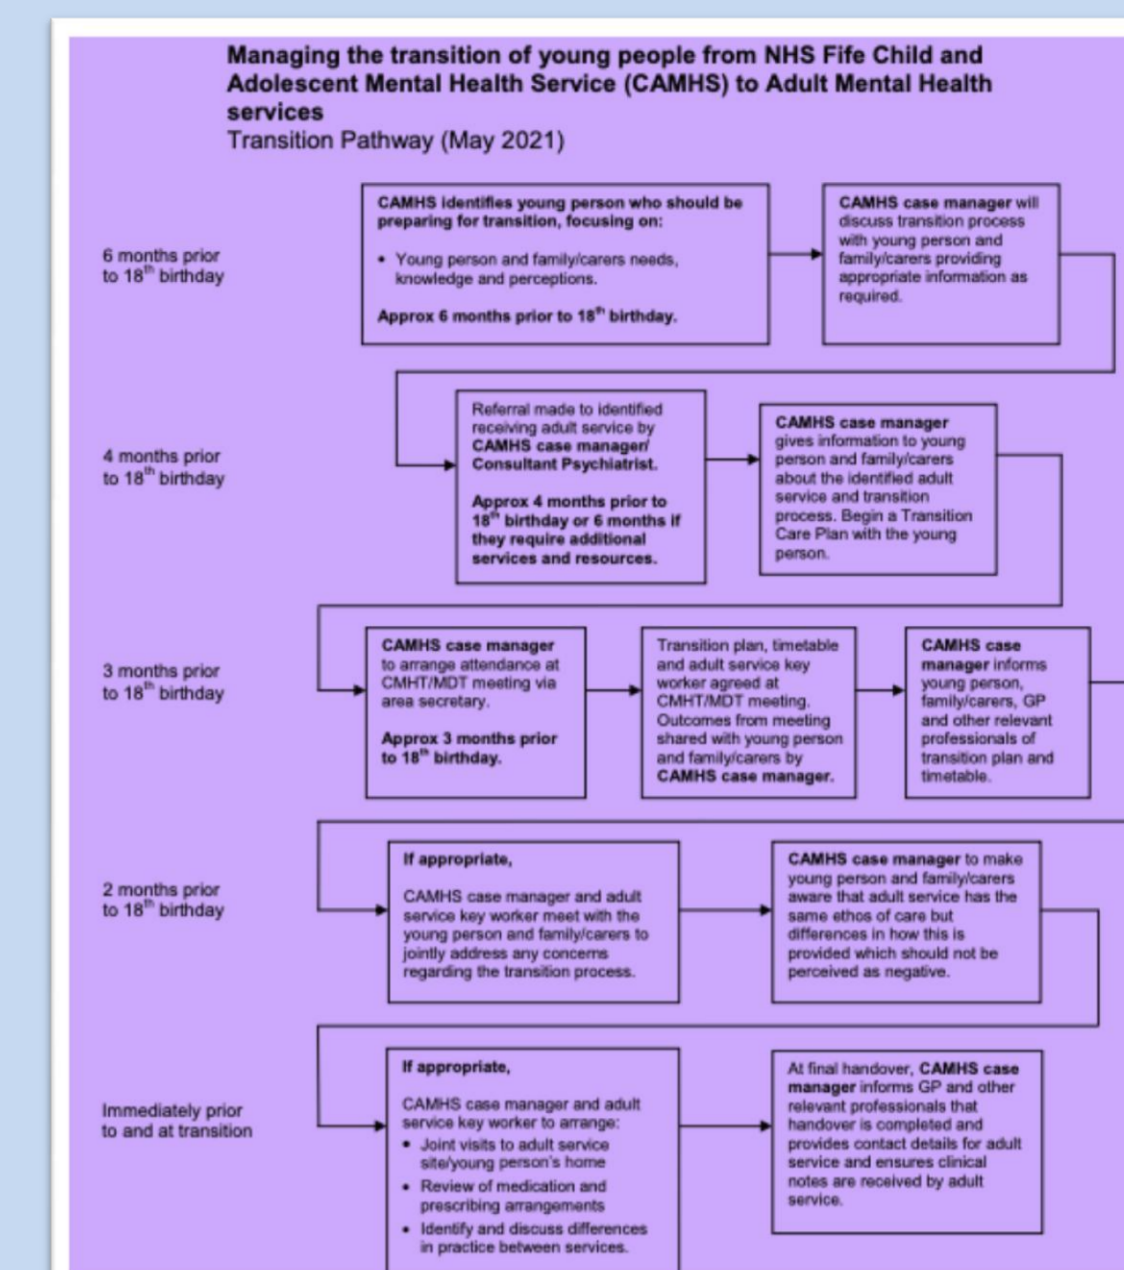 Managing the transition of young people from NHS Fife Child and
Adolescent Mental Health Service (CAMHS) to Adult Mental Health
services
Transition Pathway (May 2021)
6 months prior
to 18th birthday
CAMHS identifies young person who should be
preparing for transition, focusing on:
• Young person and family/carers needs,
knowledge and perceptions.
Approx 6 months prior to 18th birthday.
CAMHS case manager will
discuss transition process
with young person and
family/carers providing
appropriate information as
required.
4 months prior
to 18th birthday
Referral made to identified
receiving adult service by
CAMHS case manager/
Consultant Psychiatrist.
Approx 4 months prior to
18th birthday or 6 months if
they require additional
services and resources.
CAMHS case manager
gives information to young
person and family/carers
about the identified adult
service and transition
process. Begin a Transition
Care Plan with the young
person.
3 months prior
to 18th birthday
CAMHS case manager
to arrange attendance at
CMHT/MDT meeting via
area secretary.
Approx 3 months prior
to 18th birthday.
Transition plan, timetable
and adult service key
worker agreed at
CMHT/MDT meeting.
Outcomes from meeting
shared with young person
and family/carers by
CAMHS case manager.
CAMHS case
manager informs
young person,
family/carers, GP
and other relevant
professionals of
transition plan and
timetable.
2 months prior
to 18th birthday
If appropriate,
CAMHS case manager and adult
service key worker meet with the
young person and family/carers to
jointly address any concerns
regarding the transition process.
CAMHS case manager to make
young person and family/carers
aware that adult service has the
same ethos of care but
differences in how this is
provided which should not be
perceived as negative.
Immediately prior
to and at transition
If appropriate,
CAMHS case manager and adult
service key worker to arrange:
• Joint visits to adult service
site/young person's home
• Review of medication and
prescribing arrangements
• Identify and discuss differences
in practice between services.
At final handover, CAMHS case
manager informs GP and other
relevant professionals that
handover is completed and
provides contact details for adult
service and ensures clinical
notes are received by adult
service.